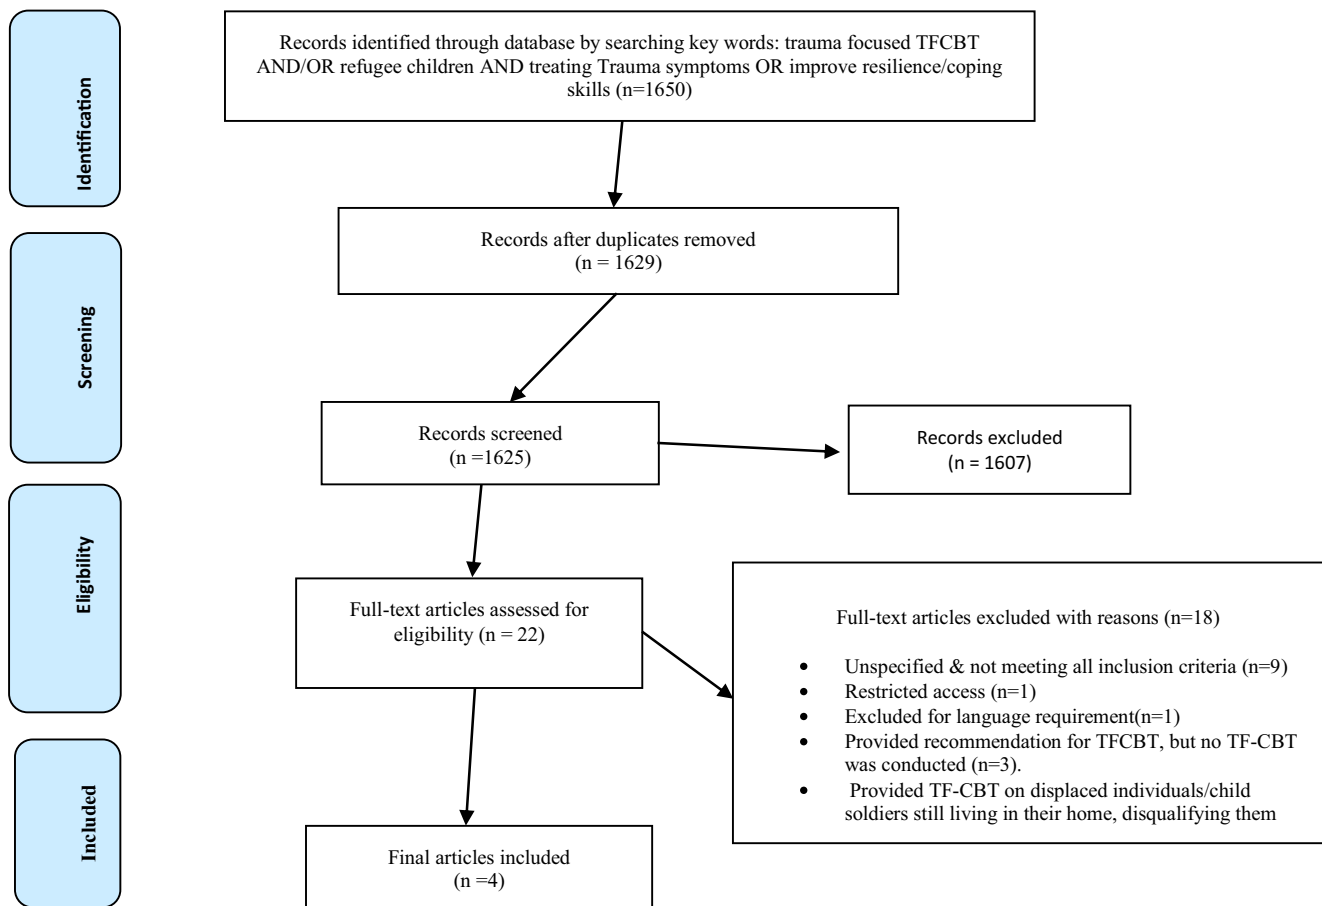 Identification
Records identified through database by searching key words: trauma focused TFCBT
AND/OR refugee children AND treating Trauma symptoms OR improve resilience/coping
skills (n=1650)
Records after duplicates removed
(n = 1629)
Screening
Records screened
(n =1625)
Records excluded
(n = 1607)
Eligibility
Full-text articles assessed for
eligibility (n = 22)
Full-text articles excluded with reasons (n=18)
• Unspecified & not meeting all inclusion criteria (n=9)
• Restricted access (n=1)
• Excluded for language requirement(n=1)
• Provided recommendation for TFCBT, but no TF-CBT
was conducted (n=3).
• Provided TF-CBT on displaced individuals/child
soldiers still living in their home, disqualifying them
Included
Final articles included
(n =4)